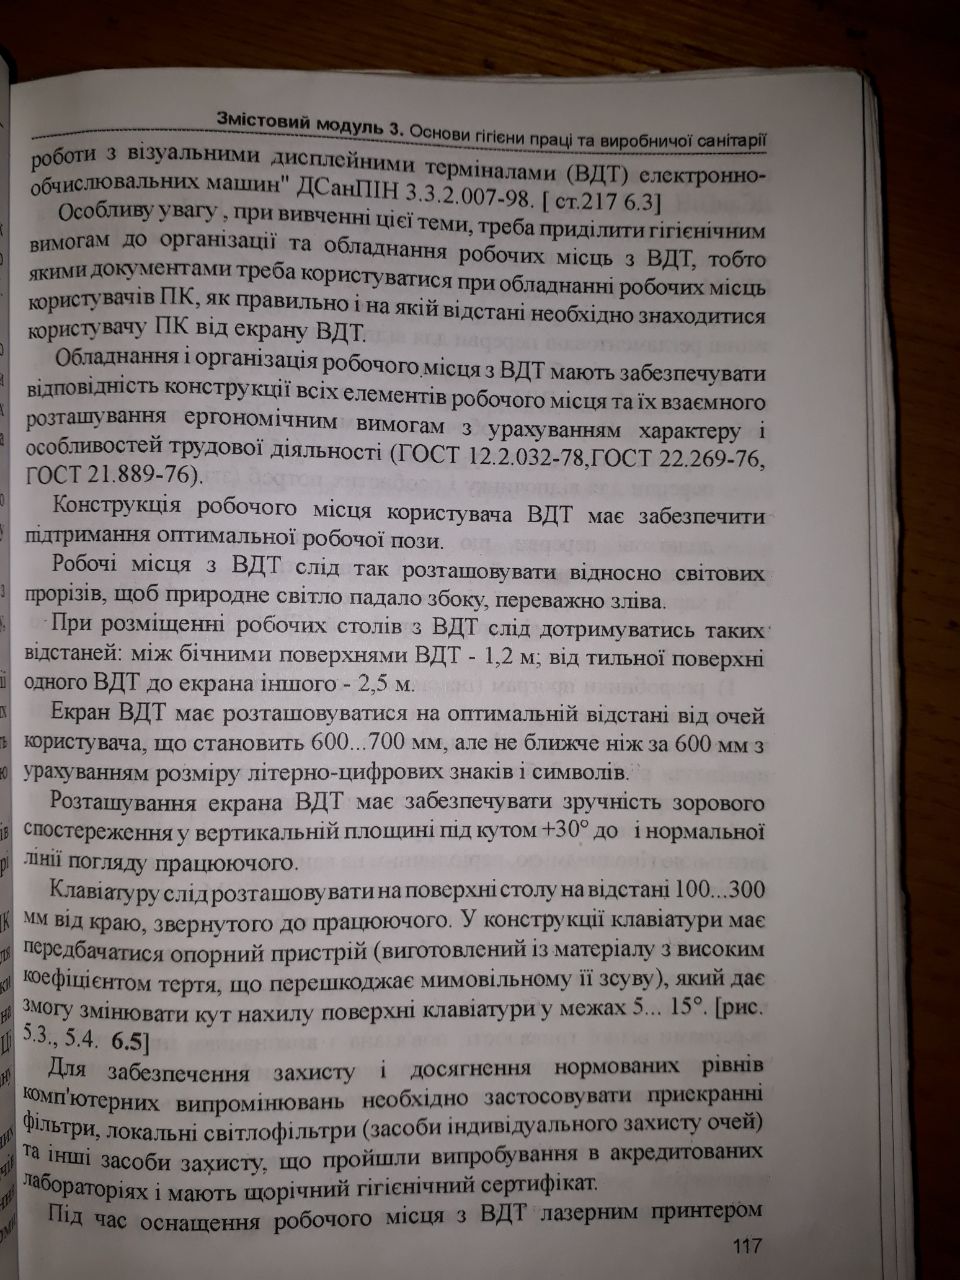 Змістовий модуль 3. Основи гігієни праці та виробничої санітарії
роботи з візуальними дисплейними терміналами (ВДТ) електронно-
обчислювальних машин" ДСанПІН 3.3.2.007-98. [ ст.217 6.3]
Особливу увагу , при вивченні цієї теми, треба приділити гігієнічним
вимогам до організації та обладнання робочих місць з ВДТ, тобто
якими документами треба користуватися при обладнанні робочих місць
користувачів ПК, як правильно і на якій відстані необхідно знаходитися
користувачу ПК від екрану ВДТ.
Обладнання і організація робочого місця з ВДТ мають забезпечувати
відповідність конструкції всіх елементів робочого місця та їх взаємного
розташування ергономічним вимогам з урахуванням характеру і
особливостей трудової діяльності (ГОСТ 12.2.032-78,ГОСТ 22.269-76,
ГОСТ 21.889-76).
Конструкція робочого місця користувача ВДТ має забезпечити
підтримання оптимальної робочої пози.
Робочі місця з ВДТ слід так розташовувати відносно світових
прорізів, щоб природне світло падало збоку, переважно зліва.
При розміщенні робочих столів з ВДТ слід дотримуватись таких
відстаней: між бічними поверхнями ВДТ - 1,2 м; від тильної поверхні
одного ВДТ до екрана іншого - 2,5 м.
Екран ВДТ має розташовуватися на оптимальній відстані від очей
користувача, що становить 600...700 мм, але не ближче ніж за 600 мм з
урахуванням розміру літерно-цифрових знаків і символів.
Розташування екрана ВДТ має забезпечувати зручність зорового
спостереження у вертикальній площині під кутом +30° до і нормальної
лінії погляду працюючого.
Клавіатуру слід розташовувати на поверхні столу на відстані 100...300
мм від краю, звернутого до працюючого. У конструкції клавіатури має
передбачатися опорний пристрій (виготовлений із матеріалу з високим
коефіцієнтом тертя, що перешкоджає мимовільному її зсуву), який дає
змогу змінювати кут нахилу поверхні клавіатури у межах 5... 15°. [рис.
5.3., 5.4. 6.5]
Для забезпечення захисту і досягнення нормованих рівнів
комп'ютерних випромінювань необхідно застосовувати приекранні
фільтри, локальні світлофільтри (засоби індивідуального захисту очей)
та інші засоби захисту, що пройшли випробування в акредитованих
лабораторіях і мають щорічний гігієнічний сертифікат.
Під час оснащення робочого місця з ВДТ лазерним принтером
117